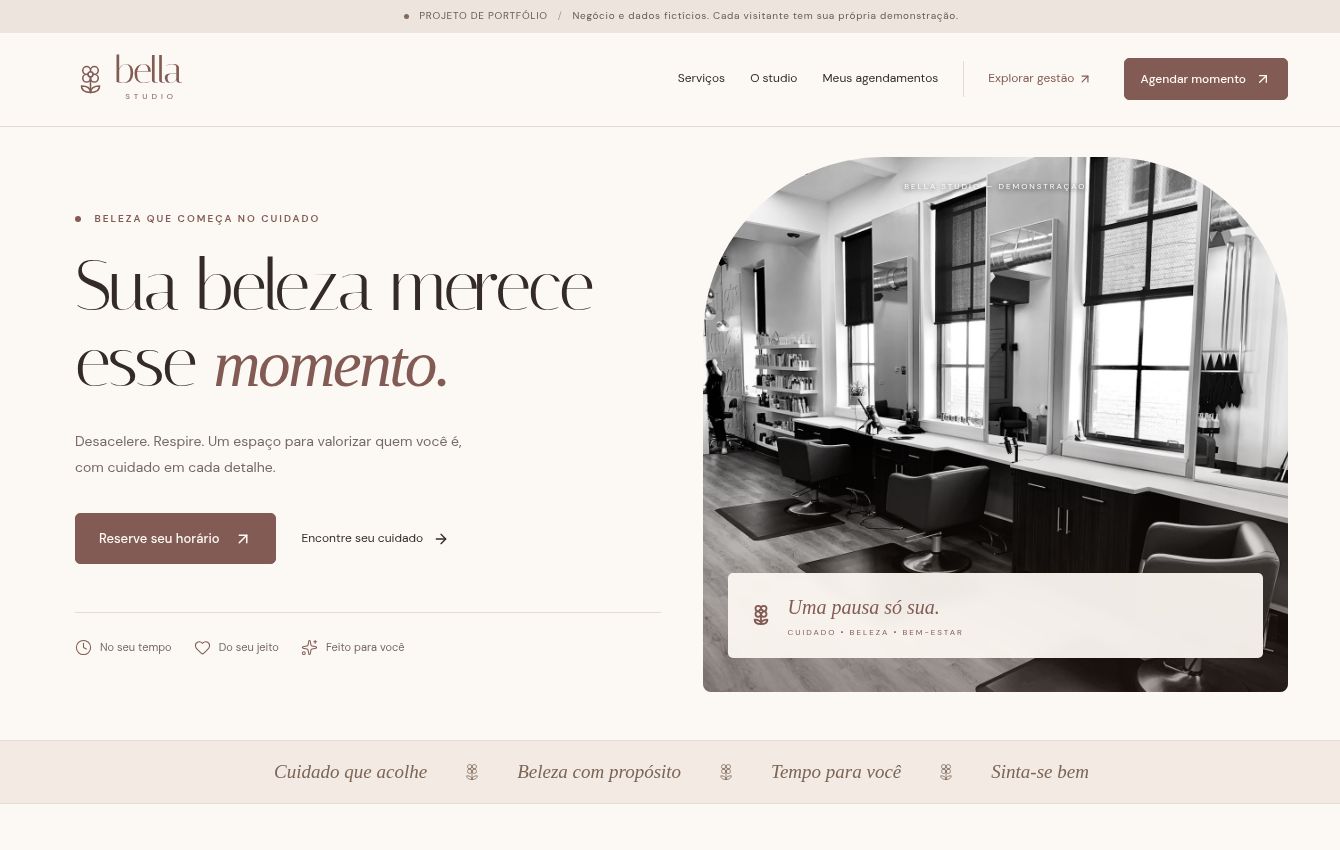 PROJETO DE PORTFÓLIO / Negócio e dados fictícios. Cada visitante tem sua própria demonstração.
bella
STUDIO
Serviços O studio Meus agendamentos Explorar gestão Agendar momento
BELLA STUDIO — DEMONSTRAÇÃO
BELEZA QUE COMEÇA NO CUIDADO
Sua beleza merece
esse momento.
Desacelere. Respire. Um espaço para valorizar quem você é,
com cuidado em cada detalhe.
Reserve seu horário Encontre seu cuidado
No seu tempo Do seu jeito Feito para você
Uma pausa só sua.
CUIDADO • BELEZA • BEM-ESTAR
Cuidado que acolhe Beleza com propósito Tempo para você Sinta-se bem